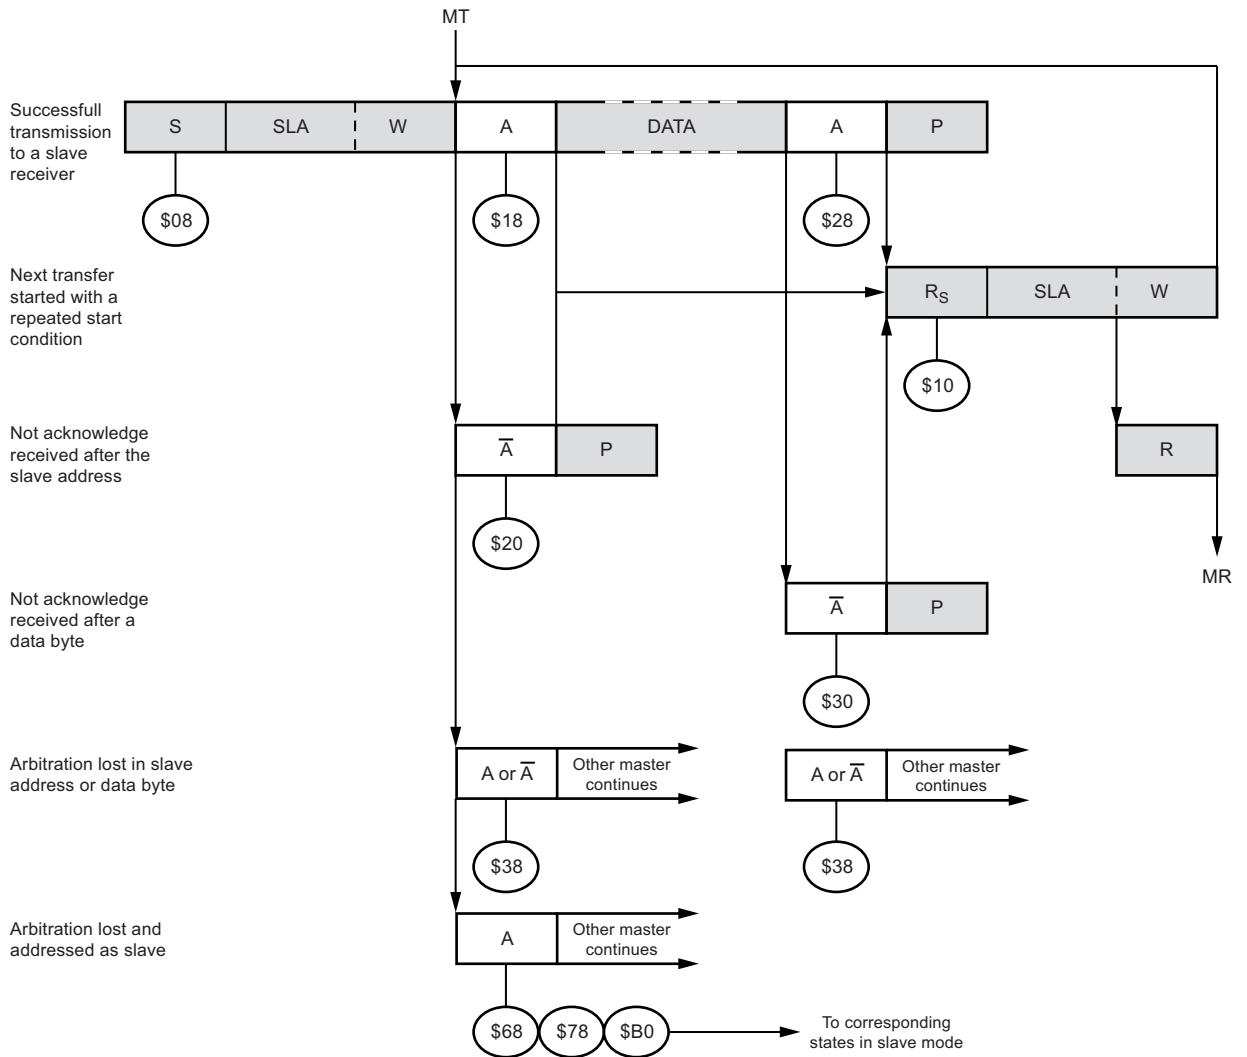 MT
Successfull
transmission
to a slave
receiver
S SLA W A DATA A P
$08 $18 $28
Next transfer
started with a
repeated start
condition
RS SLA W
$10
Not acknowledge
received after the
slave address
A̅ P R
$20
MR
Not acknowledge
received after a
data byte
A̅ P
$30
Arbitration lost in slave
address or data byte
A or A̅ Other master
continues
A or A̅ Other master
continues
$38 $38
Arbitration lost and
addressed as slave
A Other master
continues
$68 $78 $B0
To corresponding
states in slave mode